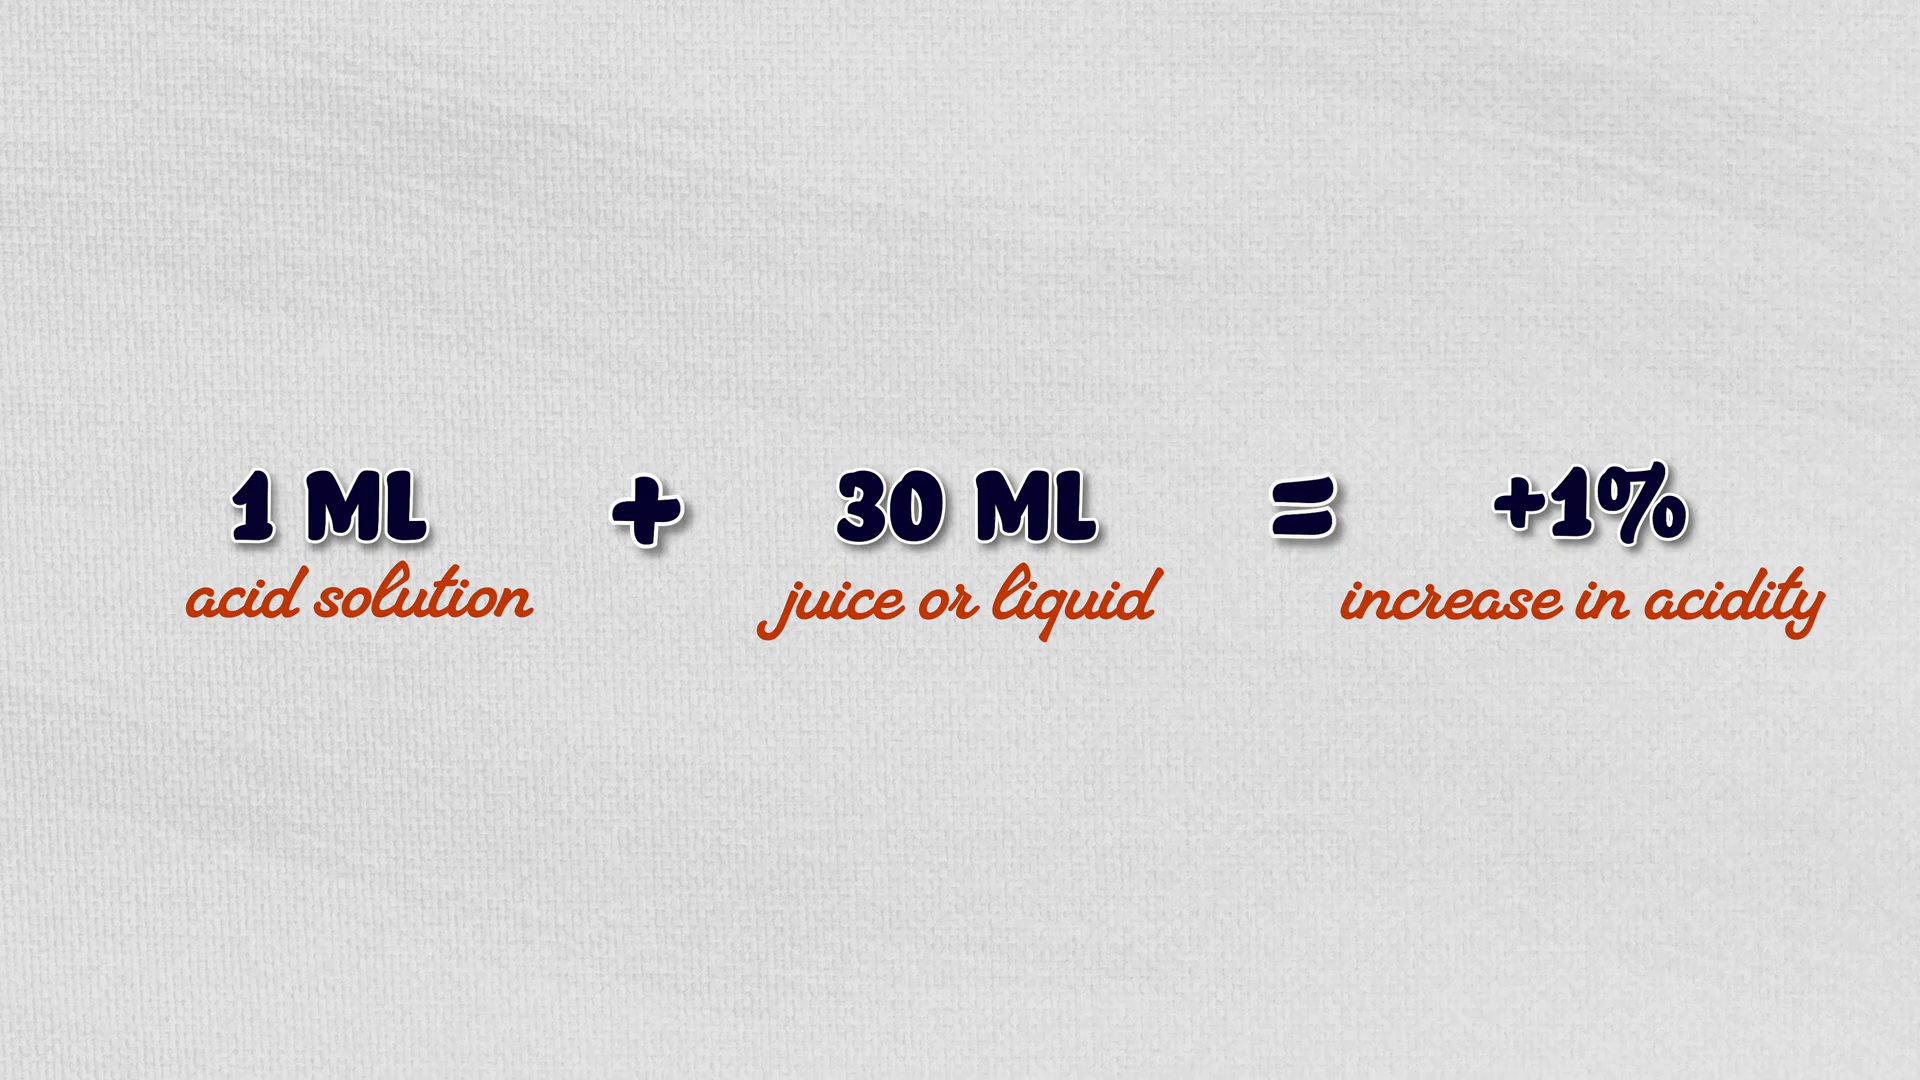 1 ML + 30 ML = +1%
acid solution juice or liquid increase in acidity